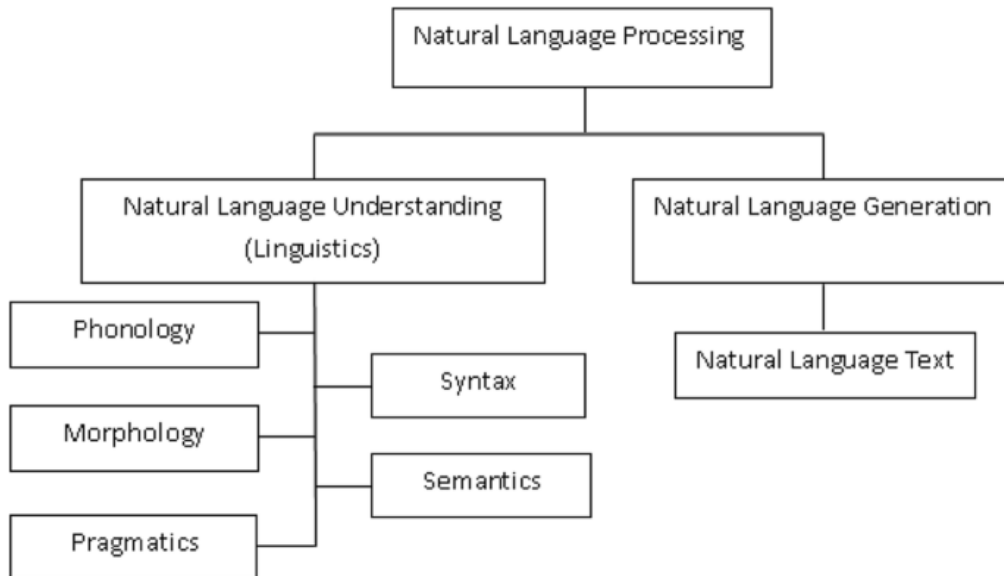 Natural Language Processing
Natural Language Understanding
(Linguistics)
Natural Language Generation
Phonology
Natural Language Text
Syntax
Morphology
Semantics
Pragmatics